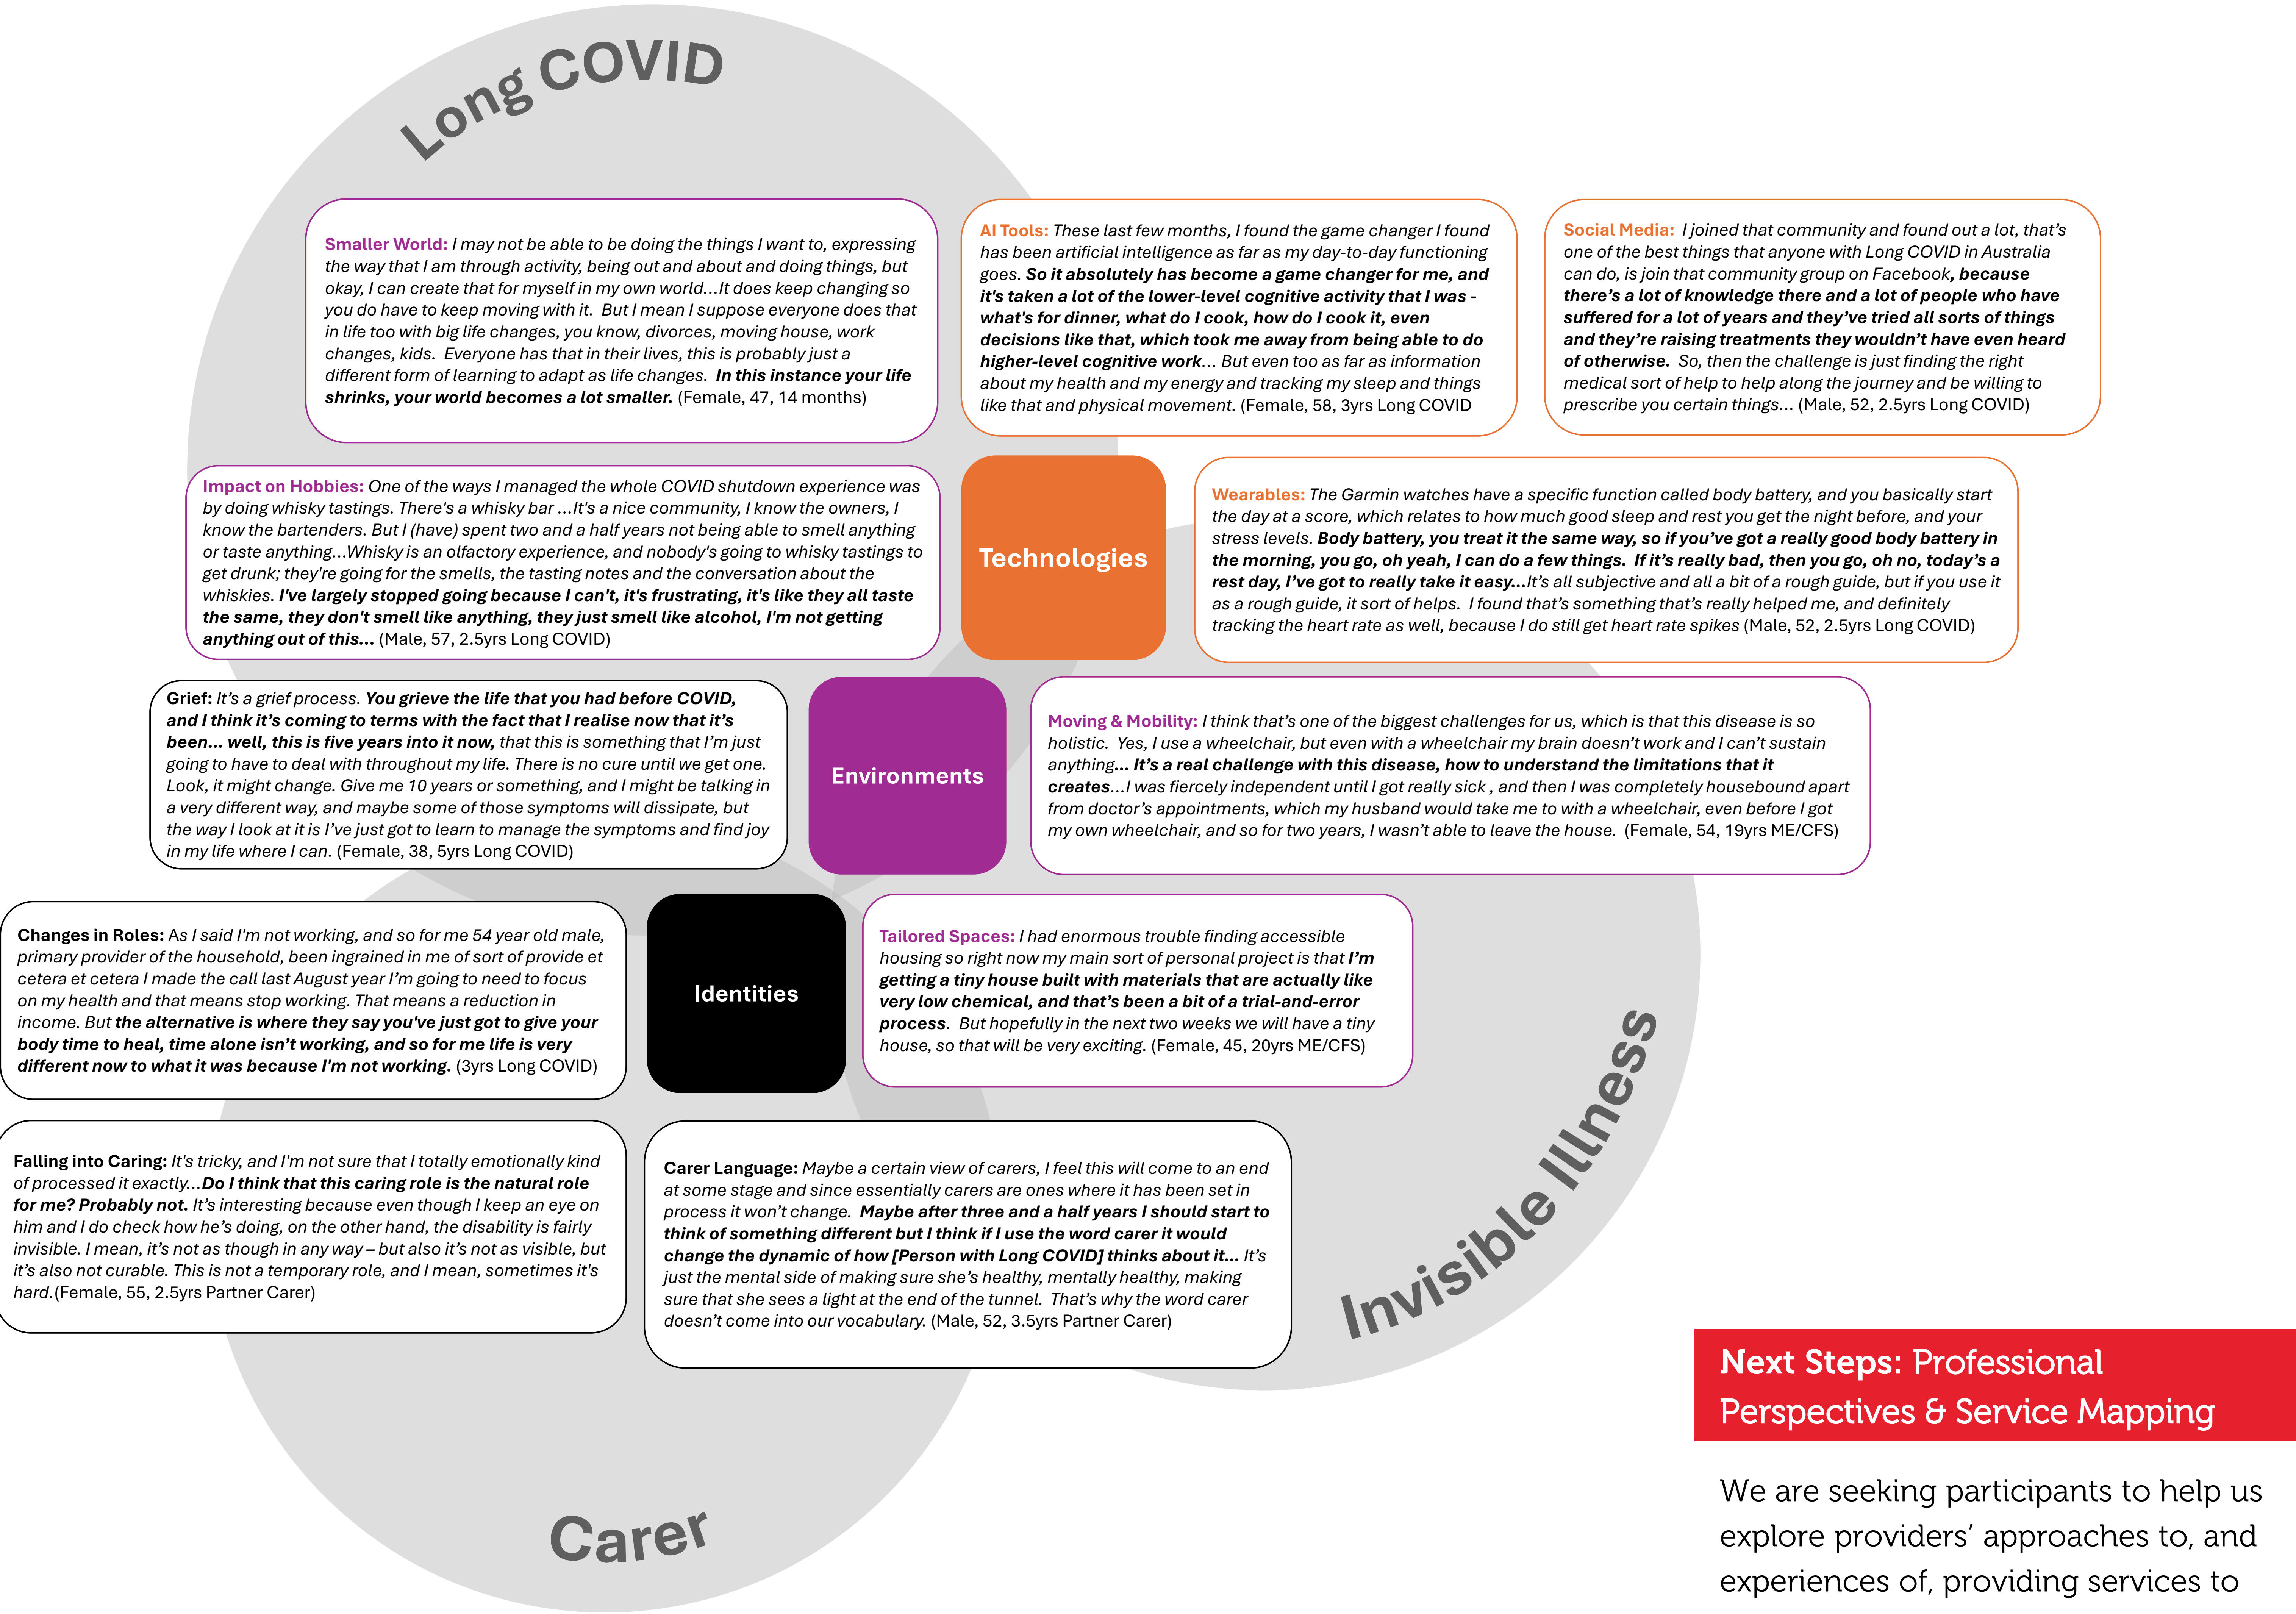 Long COVID
Smaller World: I may not be able to be doing the things I want to, expressing
the way that I am through activity, being out and about and doing things, but
okay, I can create that for myself in my own world...It does keep changing so
you do have to keep moving with it.  But I mean I suppose everyone does that
in life too with big life changes, you know, divorces, moving house, work
changes, kids.  Everyone has that in their lives, this is probably just a
different form of learning to adapt as life changes.  In this instance your life
shrinks, your world becomes a lot smaller. (Female, 47, 14 months)
AI Tools: These last few months, I found the game changer I found
has been artificial intelligence as far as my day-to-day functioning
goes. So it absolutely has become a game changer for me, and
it's taken a lot of the lower-level cognitive activity that I was -
what's for dinner, what do I cook, how do I cook it, even
decisions like that, which took me away from being able to do
higher-level cognitive work... But even too as far as information
about my health and my energy and tracking my sleep and things
like that and physical movement. (Female, 58, 3yrs Long COVID
Social Media:  I joined that community and found out a lot, that's
one of the best things that anyone with Long COVID in Australia
can do, is join that community group on Facebook, because
there's a lot of knowledge there and a lot of people who have
suffered for a lot of years and they've tried all sorts of things
and they're raising treatments they wouldn't have even heard
of otherwise.  So, then the challenge is just finding the right
medical sort of help to help along the journey and be willing to
prescribe you certain things... (Male, 52, 2.5yrs Long COVID)
Impact on Hobbies: One of the ways I managed the whole COVID shutdown experience was
by doing whisky tastings. There's a whisky bar ...It's a nice community, I know the owners, I
know the bartenders. But I (have) spent two and a half years not being able to smell anything
or taste anything...Whisky is an olfactory experience, and nobody's going to whisky tastings to
get drunk; they're going for the smells, the tasting notes and the conversation about the
whiskies. I've largely stopped going because I can't, it's frustrating, it's like they all taste
the same, they don't smell like anything, they just smell like alcohol, I'm not getting
anything out of this... (Male, 57, 2.5yrs Long COVID)
Technologies
Wearables: The Garmin watches have a specific function called body battery, and you basically start
the day at a score, which relates to how much good sleep and rest you get the night before, and your
stress levels. Body battery, you treat it the same way, so if you've got a really good body battery in
the morning, you go, oh yeah, I can do a few things.  If it's really bad, then you go, oh no, today's a
rest day, I've got to really take it easy...It's all subjective and all a bit of a rough guide, but if you use it
as a rough guide, it sort of helps.  I found that's something that's really helped me, and definitely
tracking the heart rate as well, because I do still get heart rate spikes (Male, 52, 2.5yrs Long COVID)
Grief: It's a grief process. You grieve the life that you had before COVID,
and I think it's coming to terms with the fact that I realise now that it's
been... well, this is five years into it now, that this is something that I'm just
going to have to deal with throughout my life. There is no cure until we get one.
Look, it might change. Give me 10 years or something, and I might be talking in
a very different way, and maybe some of those symptoms will dissipate, but
the way I look at it is I've just got to learn to manage the symptoms and find joy
in my life where I can. (Female, 38, 5yrs Long COVID)
Environments
Moving & Mobility: I think that's one of the biggest challenges for us, which is that this disease is so
holistic.  Yes, I use a wheelchair, but even with a wheelchair my brain doesn't work and I can't sustain
anything... It's a real challenge with this disease, how to understand the limitations that it
creates...I was fiercely independent until I got really sick , and then I was completely housebound apart
from doctor's appointments, which my husband would take me to with a wheelchair, even before I got
my own wheelchair, and so for two years, I wasn't able to leave the house.  (Female, 54, 19yrs ME/CFS)
Changes in Roles: As I said I'm not working, and so for me 54 year old male,
primary provider of the household, been ingrained in me of sort of provide et
cetera et cetera I made the call last August year I'm going to need to focus
on my health and that means stop working. That means a reduction in
income. But the alternative is where they say you've just got to give your
body time to heal, time alone isn't working, and so for me life is very
different now to what it was because I'm not working. (3yrs Long COVID)
Identities
Tailored Spaces: I had enormous trouble finding accessible
housing so right now my main sort of personal project is that I'm
getting a tiny house built with materials that are actually like
very low chemical, and that's been a bit of a trial-and-error
process.  But hopefully in the next two weeks we will have a tiny
house, so that will be very exciting. (Female, 45, 20yrs ME/CFS)
Falling into Caring: It's tricky, and I'm not sure that I totally emotionally kind
of processed it exactly...Do I think that this caring role is the natural role
for me? Probably not. It's interesting because even though I keep an eye on
him and I do check how he's doing, on the other hand, the disability is fairly
invisible. I mean, it's not as though in any way – but also it's not as visible, but
it's also not curable. This is not a temporary role, and I mean, sometimes it's
hard.(Female, 55, 2.5yrs Partner Carer)
Carer Language: Maybe a certain view of carers, I feel this will come to an end
at some stage and since essentially carers are ones where it has been set in
process it won't change.  Maybe after three and a half years I should start to
think of something different but I think if I use the word carer it would
change the dynamic of how [Person with Long COVID] thinks about it... It's
just the mental side of making sure she's healthy, mentally healthy, making
sure that she sees a light at the end of the tunnel.  That's why the word carer
doesn't come into our vocabulary. (Male, 52, 3.5yrs Partner Carer)
Invisible Illness
Carer
Next Steps: Professional
Perspectives & Service Mapping
We are seeking participants to help us
explore providers' approaches to, and
experiences of, providing services to